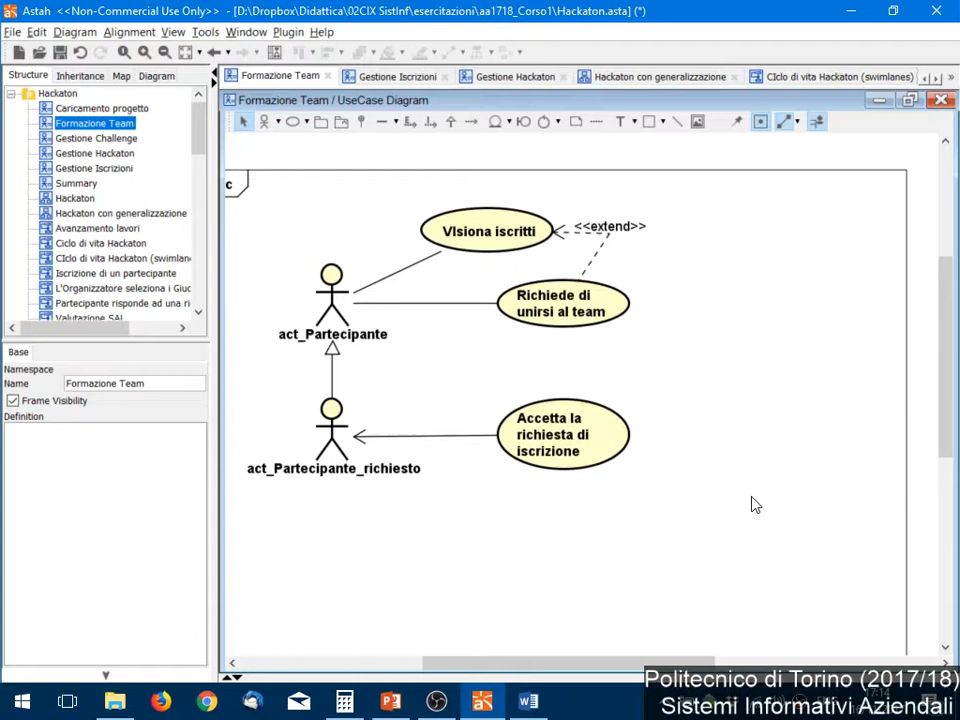 Astah <<Non-Commercial Use Only>> - [D:\Dropbox\Didattica\02CIX SistInf\esercitazioni\aa1718_Corso1\Hackaton.asta] (*)
File Edit Diagram Alignment View Tools Window Plugin Help
Structure Inheritance Map Diagram
Formazione Team
Gestione Iscrizioni
Gestione Hackaton
Hackaton con generalizzazione
CIclo di vita Hackaton (swimlanes)
Hackaton
Caricamento progetto
Formazione Team
Gestione Challenge
Gestione Hackaton
Gestione Iscrizioni
Summary
Hackaton
Hackaton con generalizzazione
Avanzamento lavori
Ciclo di vita Hackaton
CIclo di vita Hackaton (swimlan
Iscrizione di un partecipante
L'Organizzatore seleziona i Giuc
Partecipante risponde ad una ri
Valutazione SAL
Base
Namespace
Name Formazione Team
Frame Visibility
Definition
Formazione Team / UseCase Diagram
T
c
VIsiona iscritti
<<extend>>
Richiede di
unirsi al team
act_Partecipante
Accetta la
richiesta di
iscrizione
act_Partecipante_richiesto
Politecnico di Torino (2017/18)
7:14
Sistemi Informativi Aziendali